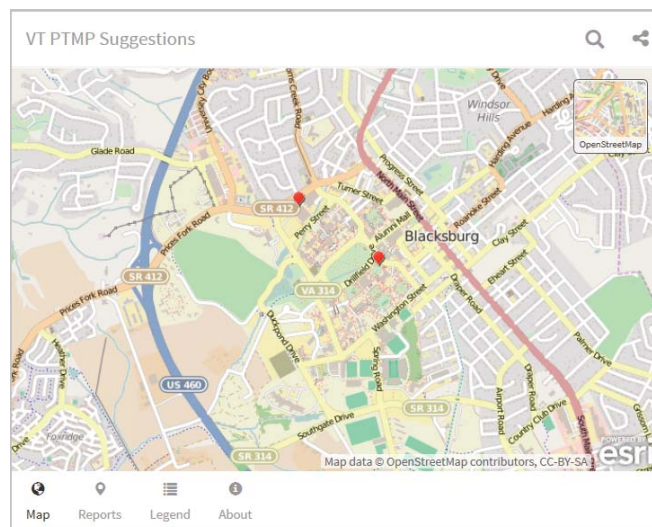 VT PTMP Suggestions
Windsor
Hills
Harding Avenue
OpenStreetMap
Glade Road
Progress Street
North Main Street
Turner Street
SR 412
Perry Street
Alumni Mall
Roanoke Street
Clay Street
Blacksburg
Prices Fork Road
SR 412
VA 314
Drillfield Drive
Eheart Street
Washington Street
Draper Road
Prices Fork Road
Duckpond Drive
Palmer Drive
Heather Drive
US 460
Spring Road
Draper Road
Airport Road
Country Club Drive
Foxridge
SR 314
Southgate Drive
SR 314
South Main
POWERED BY
esri
Map data © OpenStreetMap contributors, CC-BY-SA
Map
Reports
Legend
About